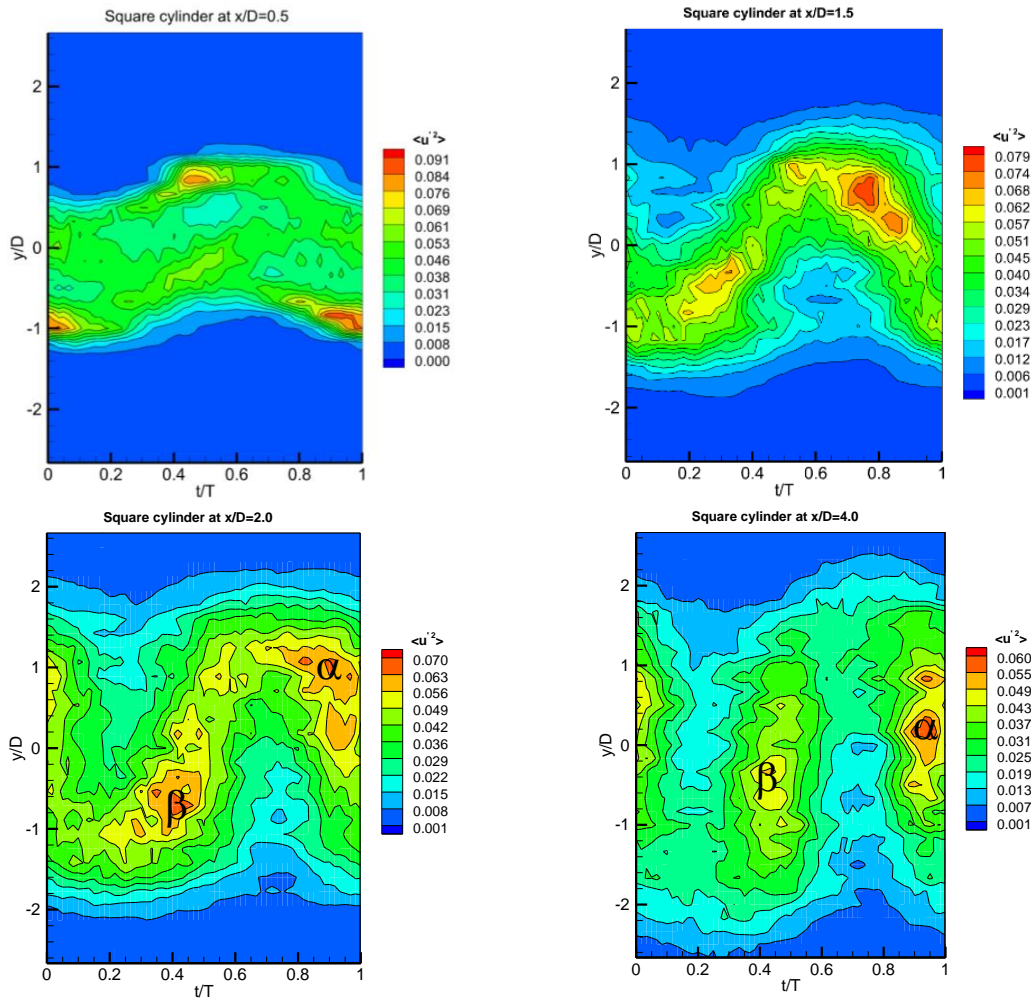 Square cylinder at x/D=0.5
y/D
2
1
0
-1
-2
0 0.2 0.4 0.6 0.8 1
t/T
<u'²>
0.091
0.084
0.076
0.069
0.061
0.053
0.046
0.038
0.031
0.023
0.015
0.008
0.000
Square cylinder at x/D=1.5
y/D
2
1
0
-1
-2
0 0.2 0.4 0.6 0.8 1
t/T
<u'²>
0.079
0.074
0.068
0.062
0.057
0.051
0.045
0.040
0.034
0.029
0.023
0.017
0.012
0.006
0.001
Square cylinder at x/D=2.0
y/D
2
1
0
-1
-2
0 0.2 0.4 0.6 0.8 1
t/T
α
β
<u'²>
0.070
0.063
0.056
0.049
0.042
0.036
0.029
0.022
0.015
0.008
0.001
Square cylinder at x/D=4.0
y/D
2
1
0
-1
-2
0 0.2 0.4 0.6 0.8 1
t/T
α
β
<u'²>
0.060
0.055
0.049
0.043
0.037
0.031
0.025
0.019
0.013
0.007
0.001